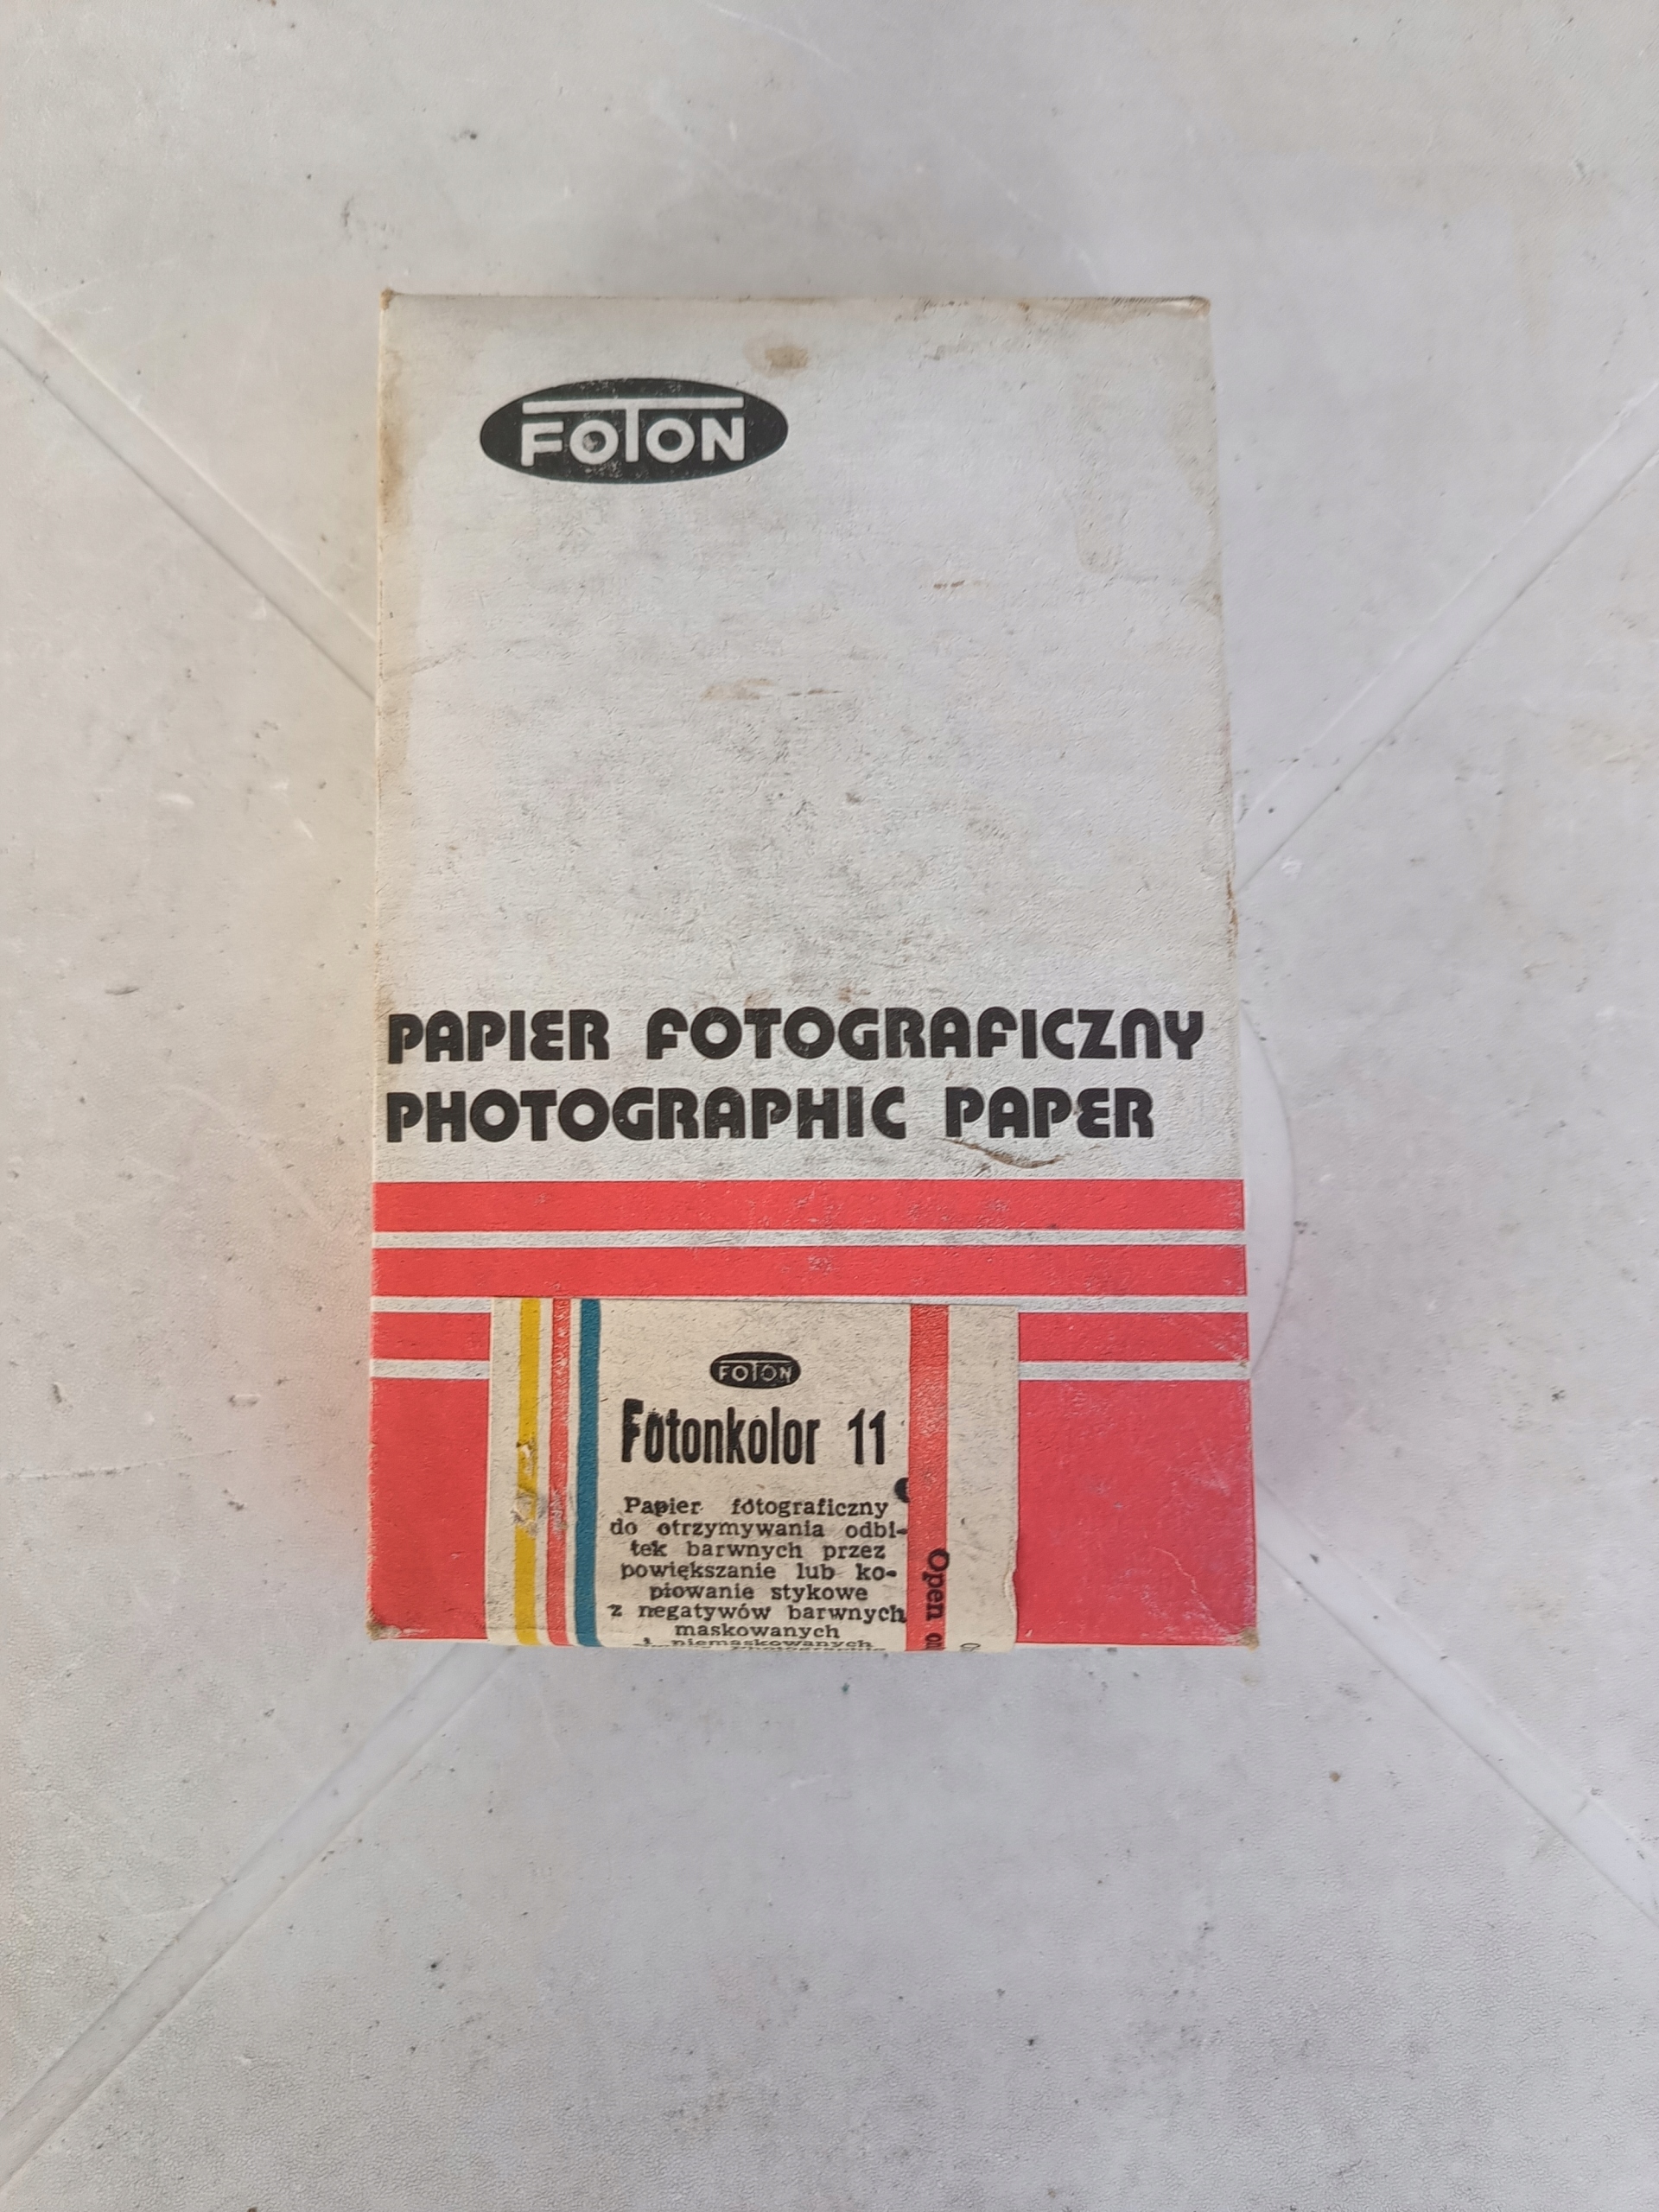 FOTON
PAPIER FOTOGRAFICZNY
PHOTOGRAPHIC PAPER
FOTON
Fotonkolor 11
Papier fotograficzny
do otrzymywania odbi-
tek barwnych przez
powiększanie lub ko-
piowanie stykowe
z negatywów barwnych
maskowanych
i niemaskowanych
Open